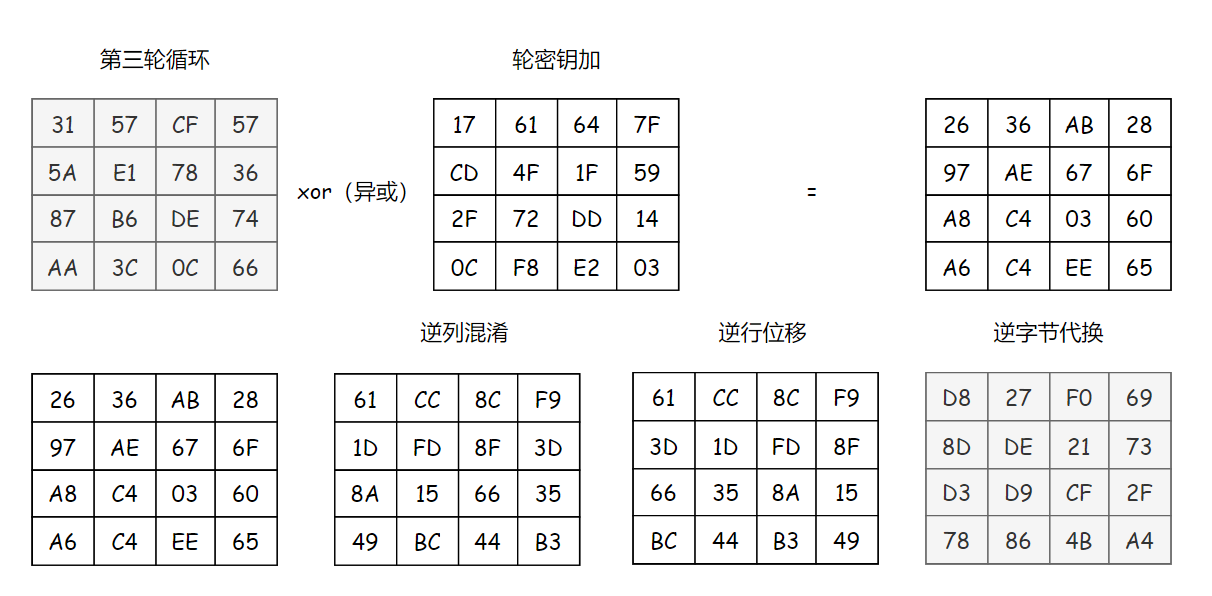 第三轮循环 轮密钥加
31 57 CF 57 17 61 64 7F 26 36 AB 28
5A E1 78 36 CD 4F 1F 59 97 AE 67 6F
xor（异或） =
87 B6 DE 74 2F 72 DD 14 A8 C4 03 60
AA 3C 0C 66 0C F8 E2 03 A6 C4 EE 65
逆列混淆 逆行位移 逆字节代换
26 36 AB 28 61 CC 8C F9 61 CC 8C F9 D8 27 F0 69
97 AE 67 6F 1D FD 8F 3D 3D 1D FD 8F 8D DE 21 73
A8 C4 03 60 8A 15 66 35 66 35 8A 15 D3 D9 CF 2F
A6 C4 EE 65 49 BC 44 B3 BC 44 B3 49 78 86 4B A4